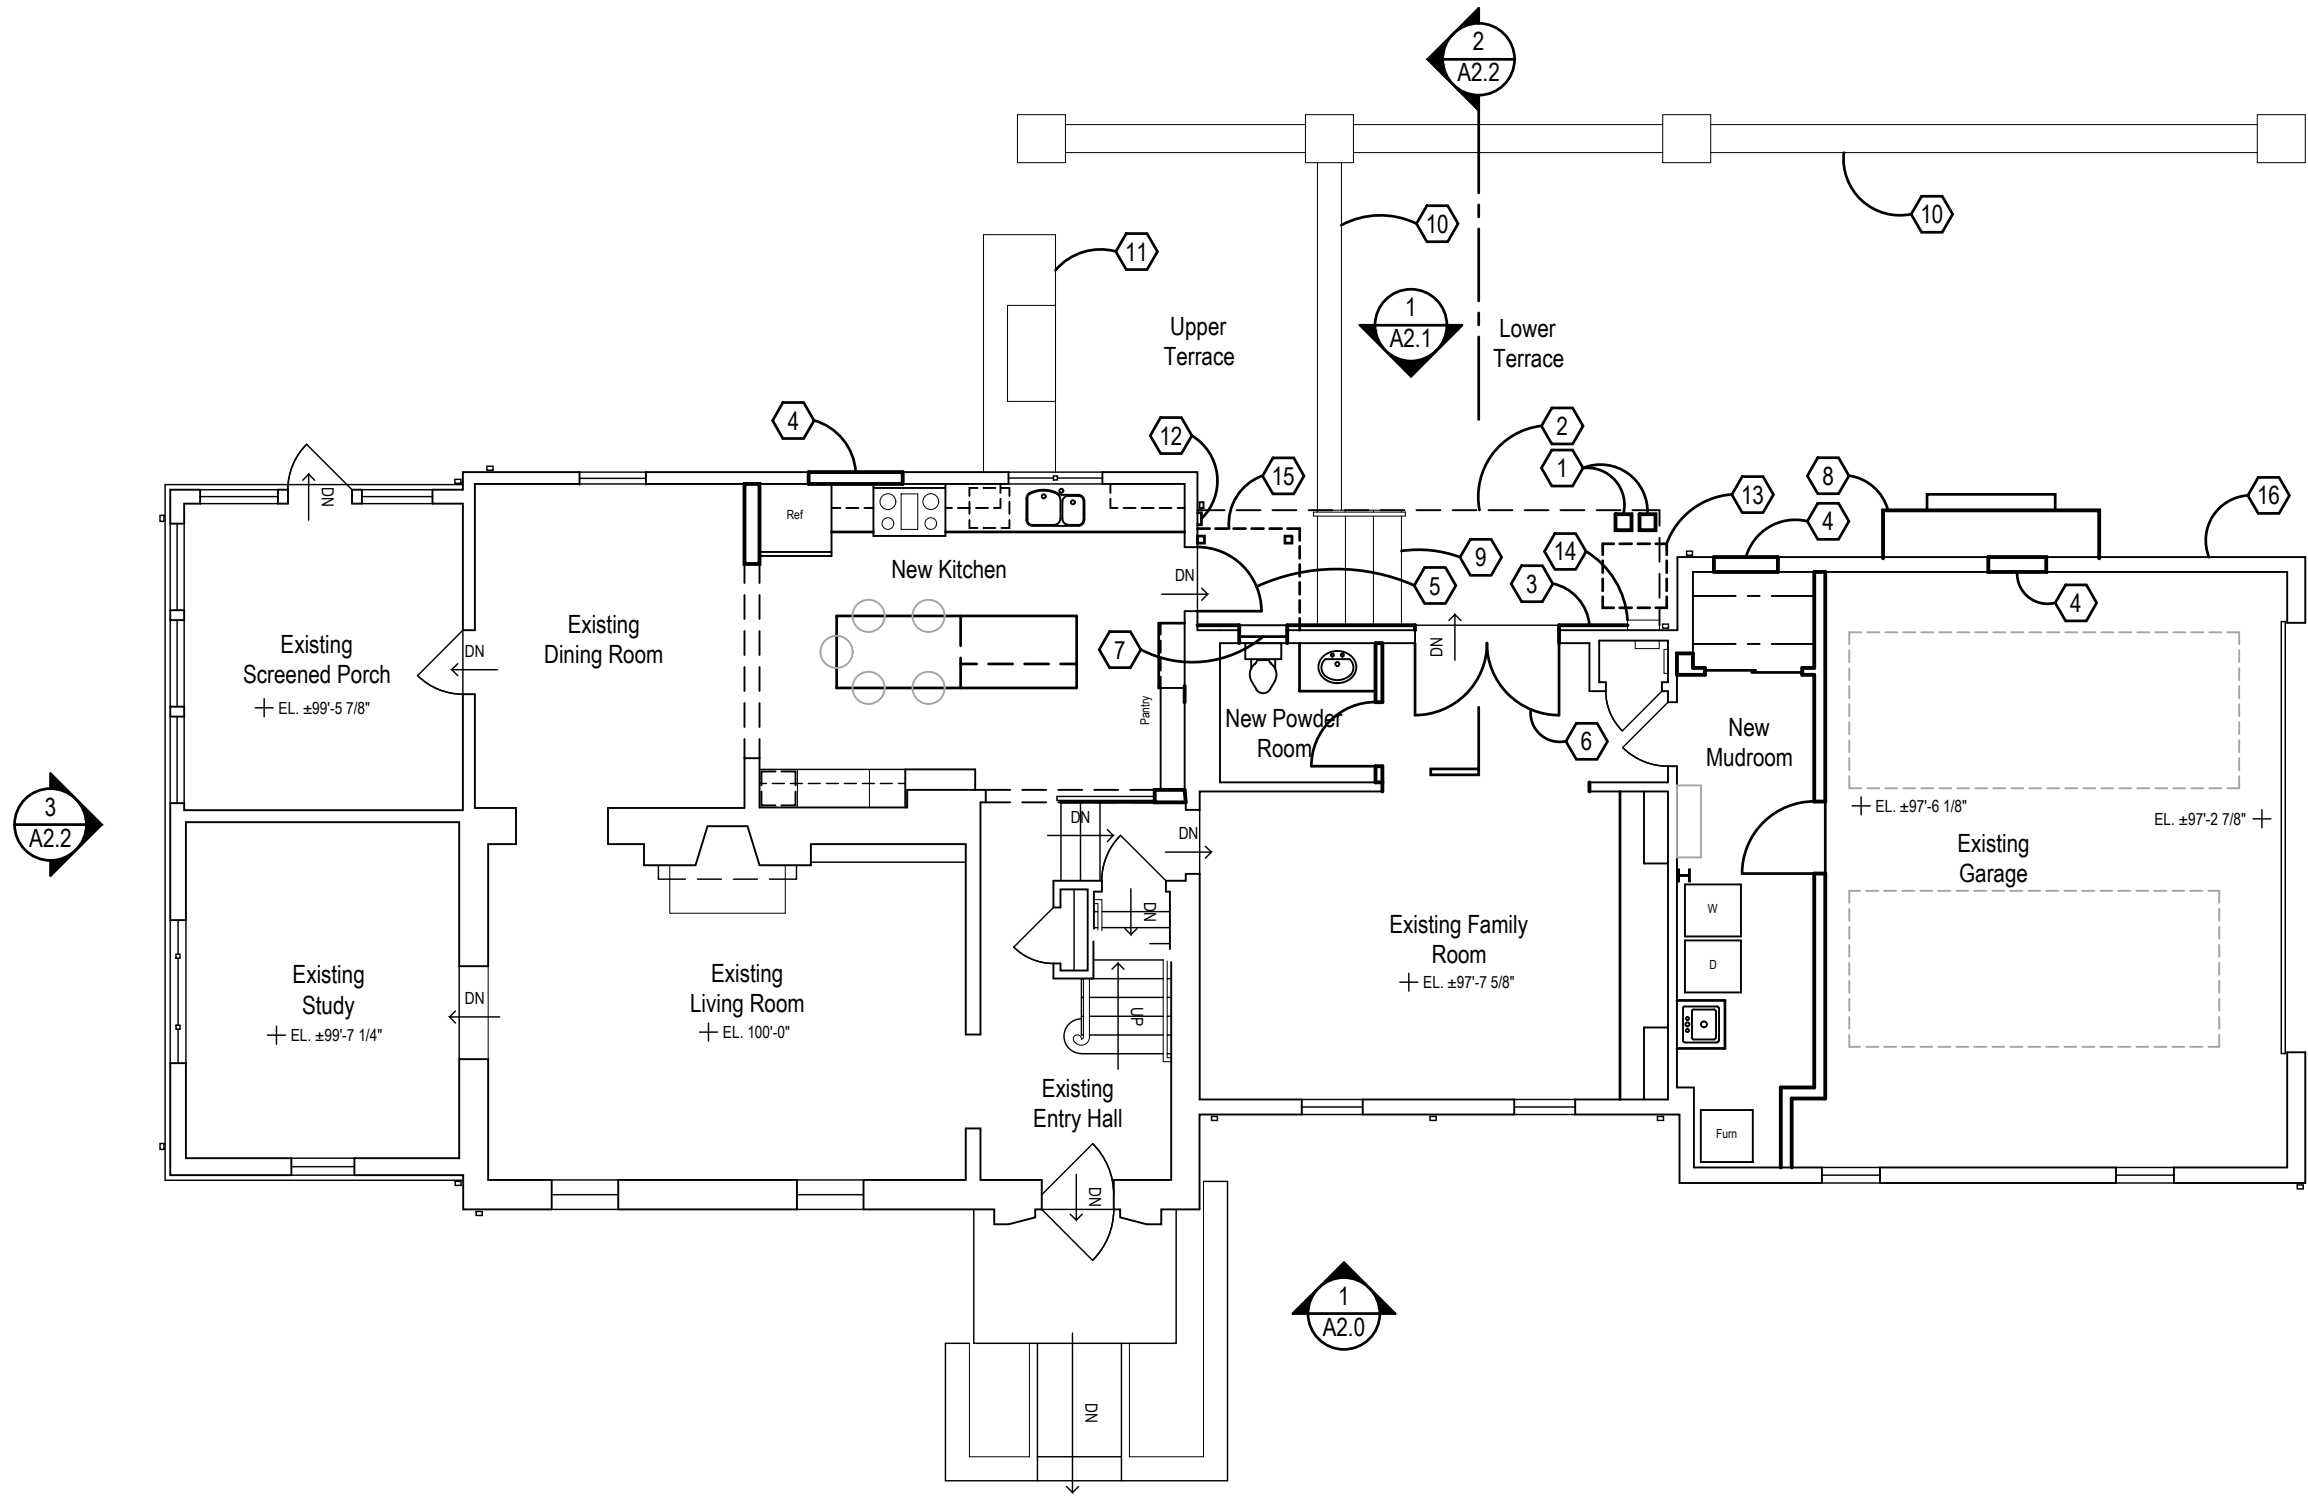 2
A2.2
10
10
11
1
A2.1
Upper
Terrace
Lower
Terrace
4
12
2
15
1
8
13
16
4
DN
Ref
9
14
New Kitchen
DN
5
3
4
Existing
Dining Room
Existing
Screened Porch
EL. ±99'-5 7/8"
DN
7
DN
Pantry
New Powder
Room
6
New
Mudroom
3
A2.2
DN
DN
EL. ±97'-6 1/8"
EL. ±97'-2 7/8"
Existing
Garage
DN
W
D
Existing Family
Room
EL. ±97'-7 5/8"
Existing
Study
EL. ±99'-7 1/4"
DN
Existing
Living Room
EL. 100'-0"
UP
Existing
Entry Hall
Furn
DN
1
A2.0
DN